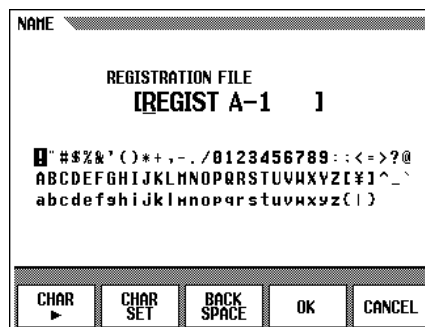 NAME
REGISTRATION FILE
[REGIST A-1 ]
!"#$%&'()*+,-./0123456789:;<=>?@
ABCDEFGHIJKLMNOPQRSTUVWXYZ[¥]^_`
abcdefghijklmnopqrstuvwxyz{|}
CHAR ▶
CHAR SET
BACK SPACE
OK
CANCEL